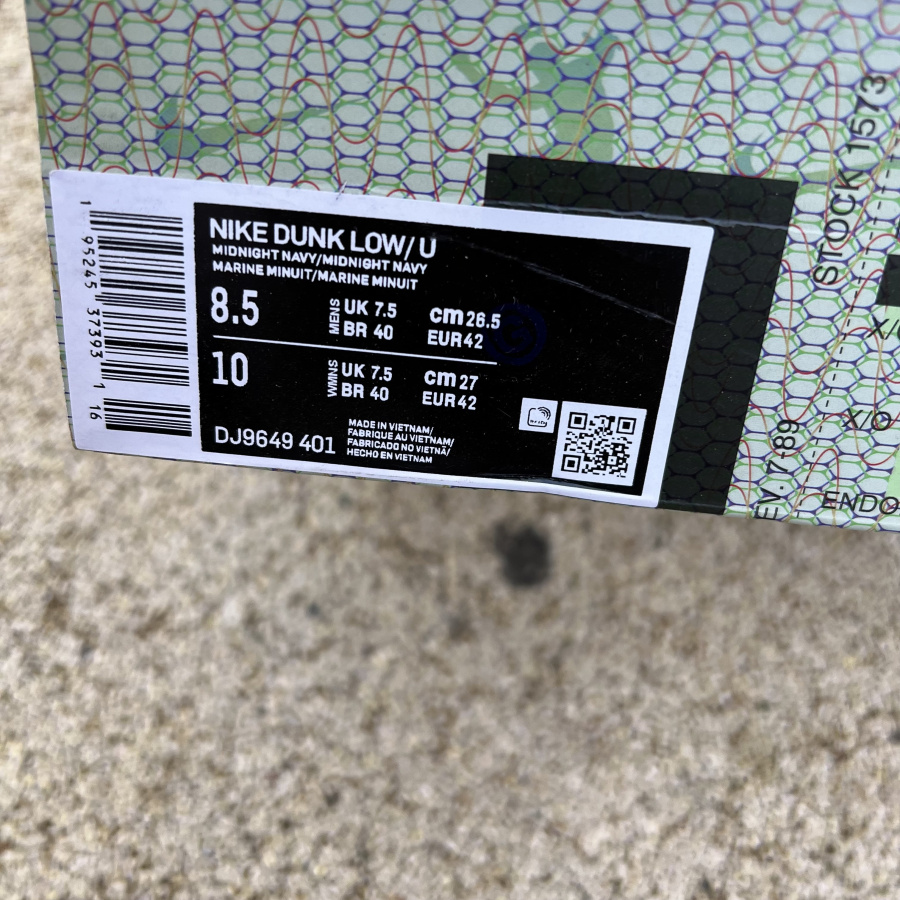 NIKE DUNK LOW/ U
MIDNIGHT NAVY/MIDNIGHT NAVY
MARINE MINUIT/MARINE MINUIT
8.5
MENS
UK 7.5
BR 40
cm 26.5
EUR 42
10
WMNS
UK 7.5
BR 40
cm 27
EUR 42
DJ9649 401
MADE IN VIETNAM/
FABRIQUE AU VIETNAM/
FABRICADO NO VIETNÃ/
HECHO EN VIETNAM
1 95245 37393 1 16
STOCK 1573
X/O
ENDO